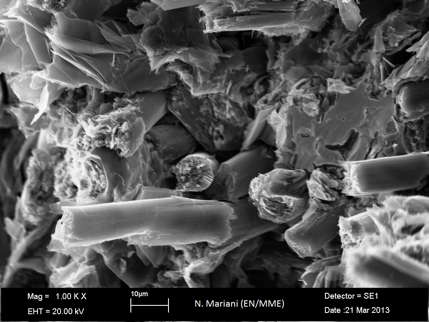 Mag = 1.00 K X
EHT = 20.00 kV
10µm
N. Mariani (EN/MME)
Detector = SE1
Date :21 Mar 2013